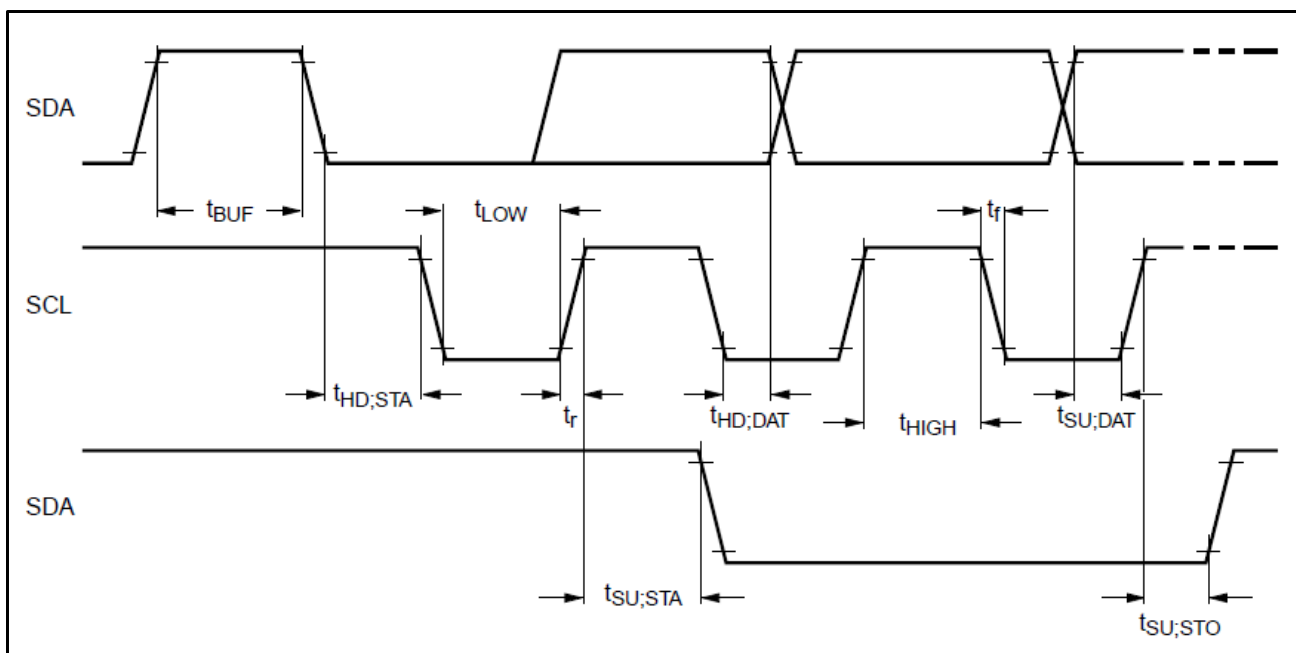 SDA
tBUF
tLOW
tf
SCL
tHD;STA
tr
tHD;DAT
tHIGH
tSU;DAT
SDA
tSU;STA
tSU;STO